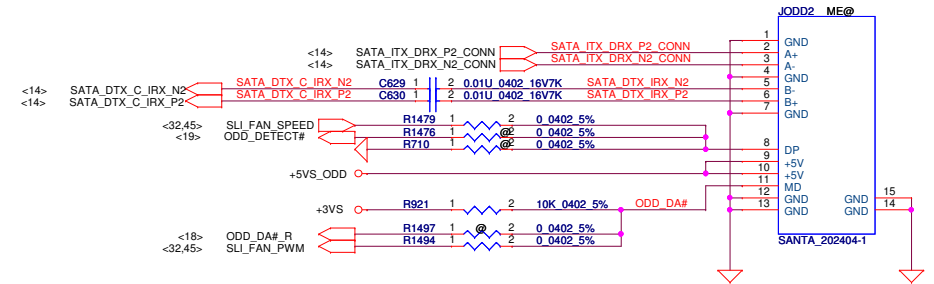 JODD2 ME@
1 GND
<14> SATA_ITX_DRX_P2_CONN SATA_ITX_DRX_P2_CONN 2 A+
<14> SATA_ITX_DRX_N2_CONN SATA_ITX_DRX_N2_CONN 3 A-
4 GND
<14> SATA_DTX_C_IRX_N2 SATA_DTX_C_IRX_N2 C629 1 2 0.01U_0402_16V7K SATA_DTX_IRX_N2 5 B-
<14> SATA_DTX_C_IRX_P2 SATA_DTX_C_IRX_P2 C630 1 2 0.01U_0402_16V7K SATA_DTX_IRX_P2 6 B+
7 GND
<32,45> SLI_FAN_SPEED R1479 1 2 0_0402_5%
<19> ODD_DETECT# R1476 1 @ 2 0_0402_5%
R710 1 @ 2 0_0402_5% 8 DP
9 +5V
+5VS_ODD 10 +5V
11 MD
12 GND GND 15
+3VS R921 1 2 10K_0402_5% ODD_DA# 13 GND GND 14
<18> ODD_DA#_R R1497 1 @ 2 0_0402_5%
<32,45> SLI_FAN_PWM R1494 1 2 0_0402_5%
SANTA_202404-1